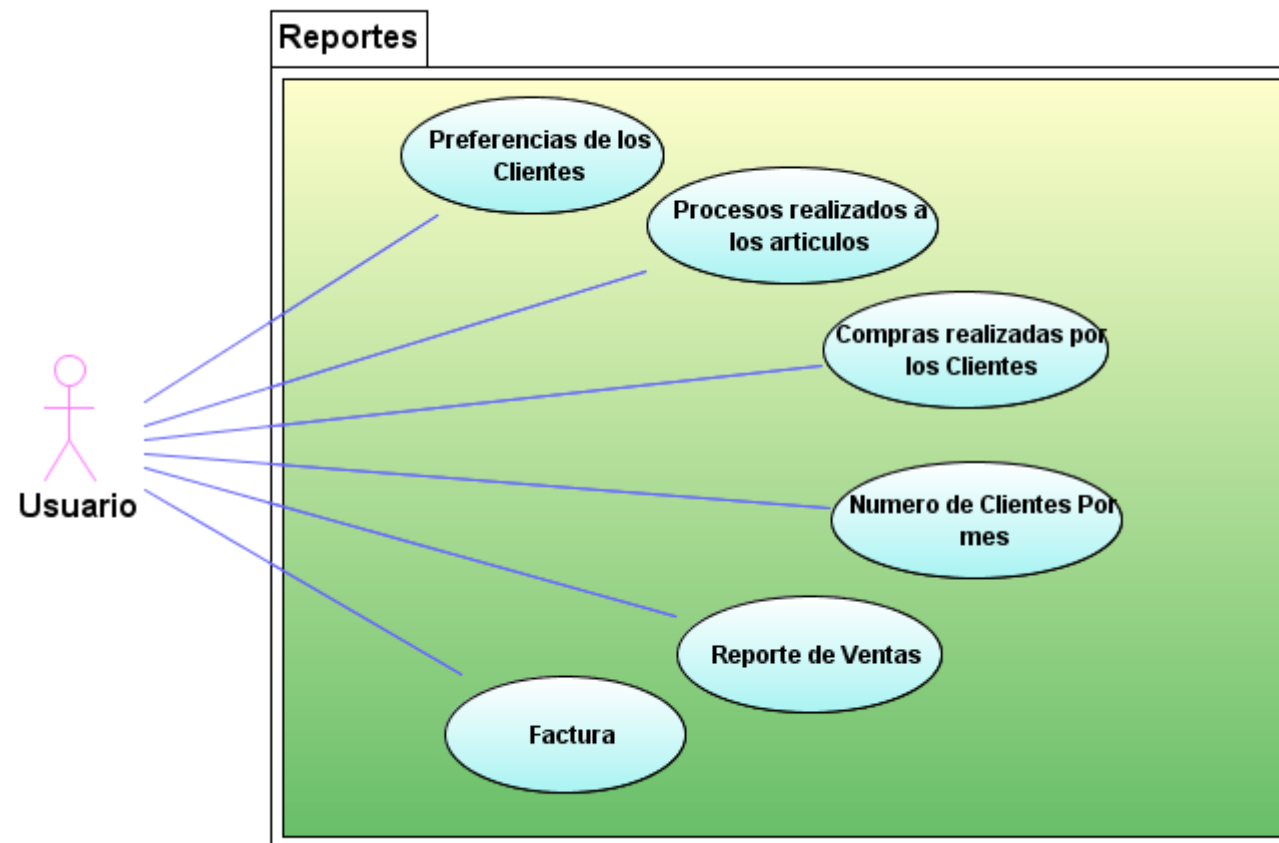 Reportes
Preferencias de los
Clientes
Procesos realizados a
los articulos
Compras realizadas por
los Clientes
Usuario
Numero de Clientes Por
mes
Reporte de Ventas
Factura